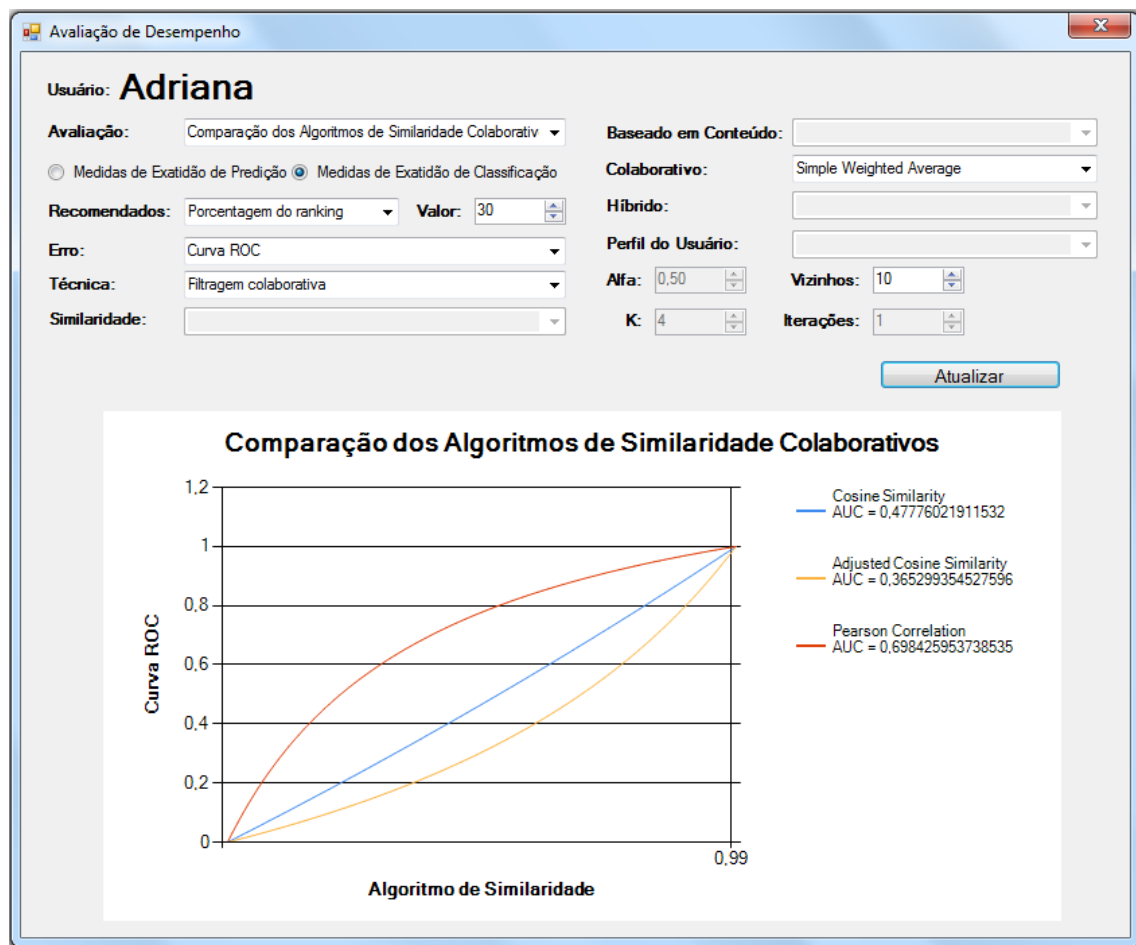 Avaliação de Desempenho
Usuário: Adriana
Avaliação: Comparação dos Algoritmos de Similaridade Colaborativ
Medidas de Exatidão de Predição Medidas de Exatidão de Classificação
Recomendados: Porcentagem do ranking Valor: 30
Erro: Curva ROC
Técnica: Filtragem colaborativa
Similaridade:
Baseado em Conteúdo:
Colaborativo: Simple Weighted Average
Híbrido:
Perfil do Usuário:
Alfa: 0,50 Vizinhos: 10
K: 4 Iterações: 1
Atualizar
Comparação dos Algoritmos de Similaridade Colaborativos
1,2
1
0,8
0,6
0,4
0,2
0
Curva ROC
0,99
Algoritmo de Similaridade
Cosine Similarity
AUC = 0,47776021911532
Adjusted Cosine Similarity
AUC = 0,365299354527596
Pearson Correlation
AUC = 0,698425953738535